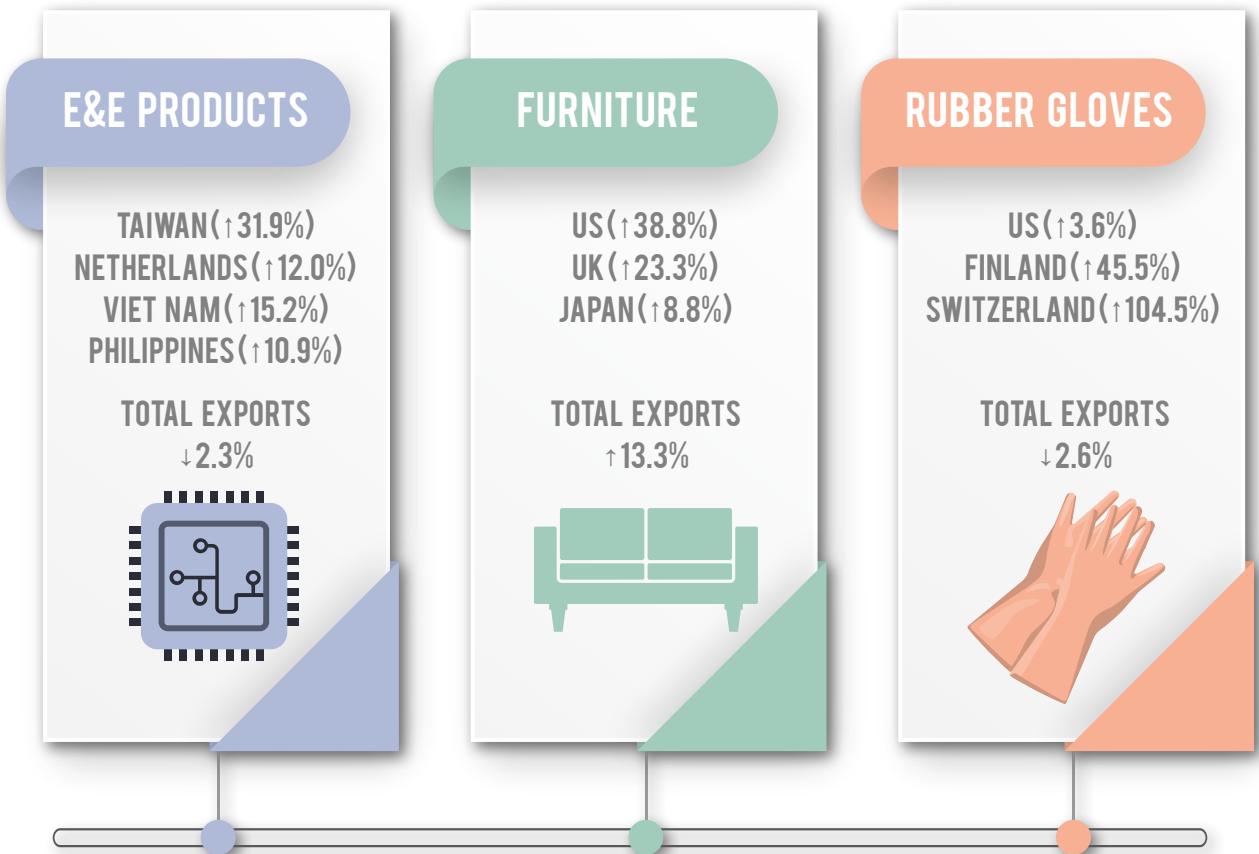 E&E PRODUCTS
TAIWAN (↑31.9%)
NETHERLANDS (↑12.0%)
VIET NAM (↑15.2%)
PHILIPPINES (↑10.9%)
TOTAL EXPORTS
↓2.3%
FURNITURE
US (↑38.8%)
UK (↑23.3%)
JAPAN (↑8.8%)
TOTAL EXPORTS
↑13.3%
RUBBER GLOVES
US (↑3.6%)
FINLAND (↑45.5%)
SWITZERLAND (↑104.5%)
TOTAL EXPORTS
↓2.6%